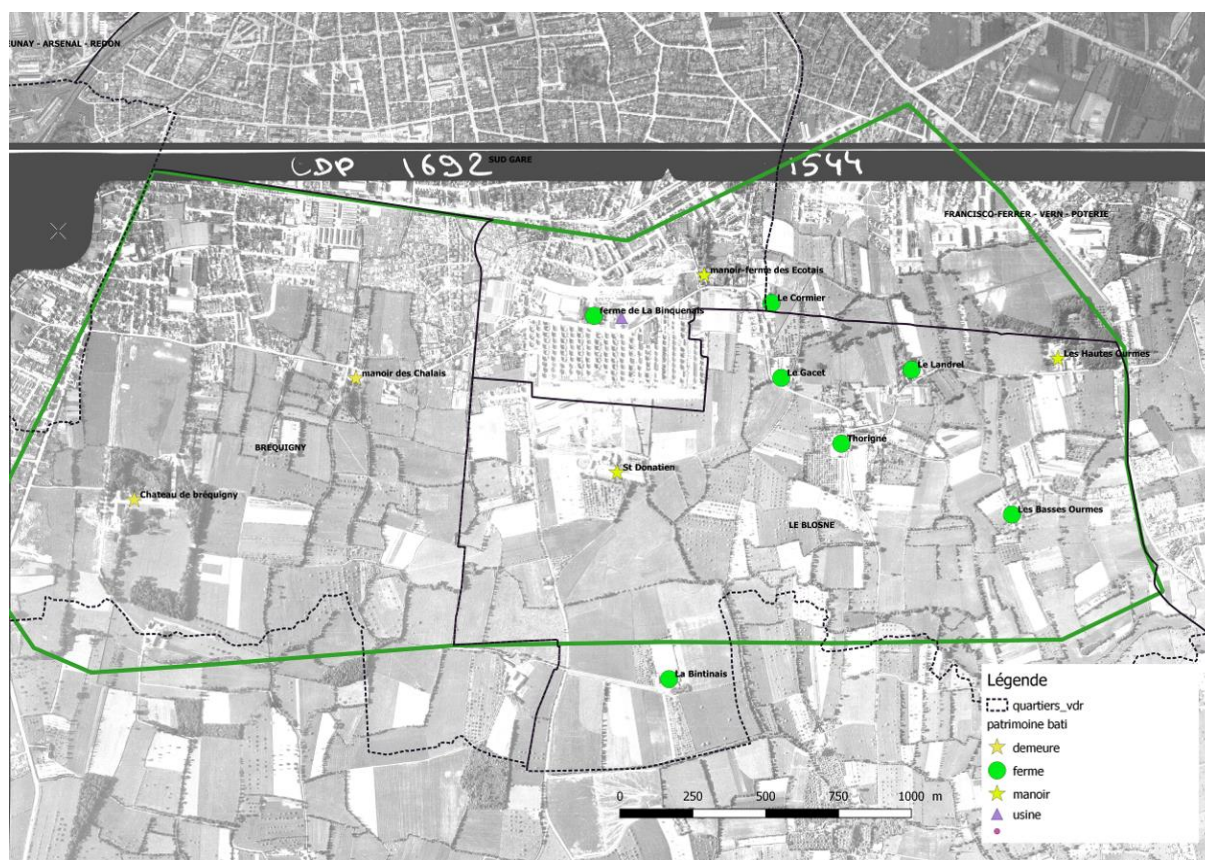 EUNAY - ARSENAL - REDON
CDP 1692 SUD GARE 1544
FRANCISCO-FERRER - VERN - POTERIE
manoir-ferme des Ecotais
Le Cormier
ferme de La Binquenais
Les Hautes Ourmes
Le Landrel
manoir des Chalais
Le Gacet
Thorigné
BREQUIGNY
St Donatien
Chateau de bréquigny
Les Basses Ourmes
LE BLOSNE
La Bintinais
Légende
quartiers_vdr
patrimoine bati
demeure
ferme
manoir
usine
0 250 500 750 1000 m